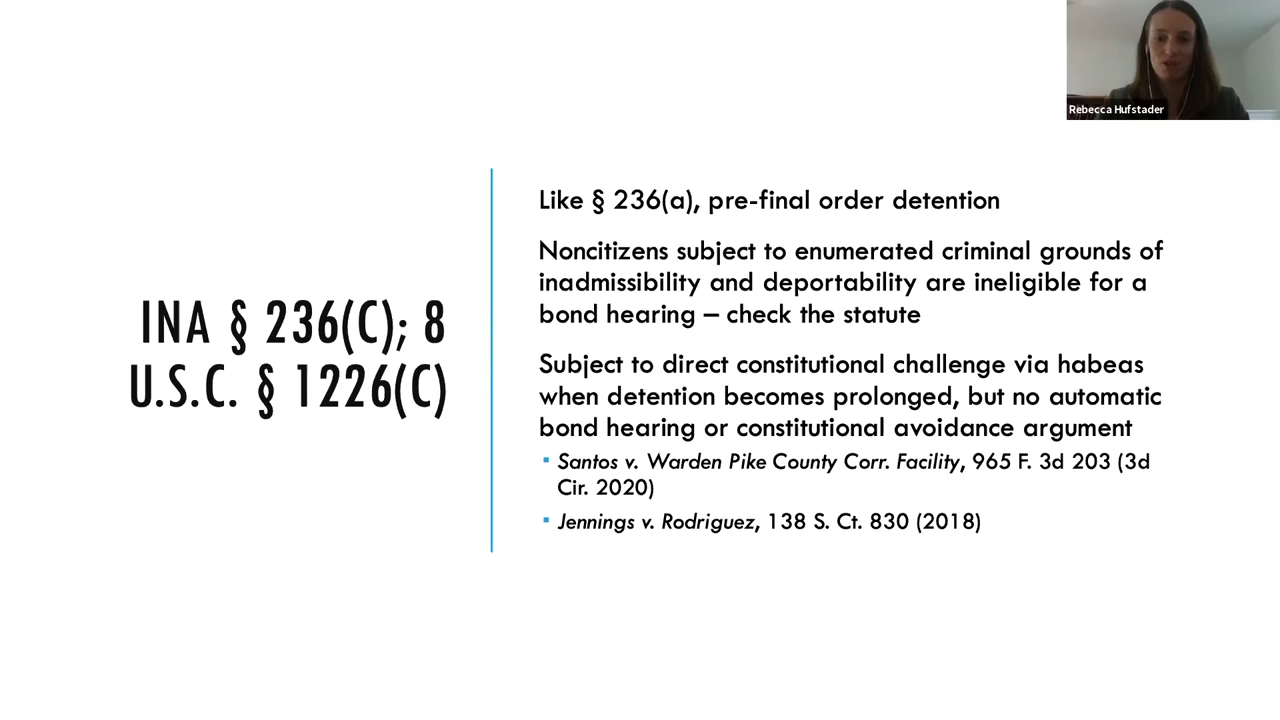 Rebecca Hufstader
INA § 236(C); 8
U.S.C. § 1226(C)
Like § 236(a), pre-final order detention
Noncitizens subject to enumerated criminal grounds of
inadmissibility and deportability are ineligible for a
bond hearing – check the statute
Subject to direct constitutional challenge via habeas
when detention becomes prolonged, but no automatic
bond hearing or constitutional avoidance argument
▪ Santos v. Warden Pike County Corr. Facility, 965 F. 3d 203 (3d
Cir. 2020)
▪ Jennings v. Rodriguez, 138 S. Ct. 830 (2018)